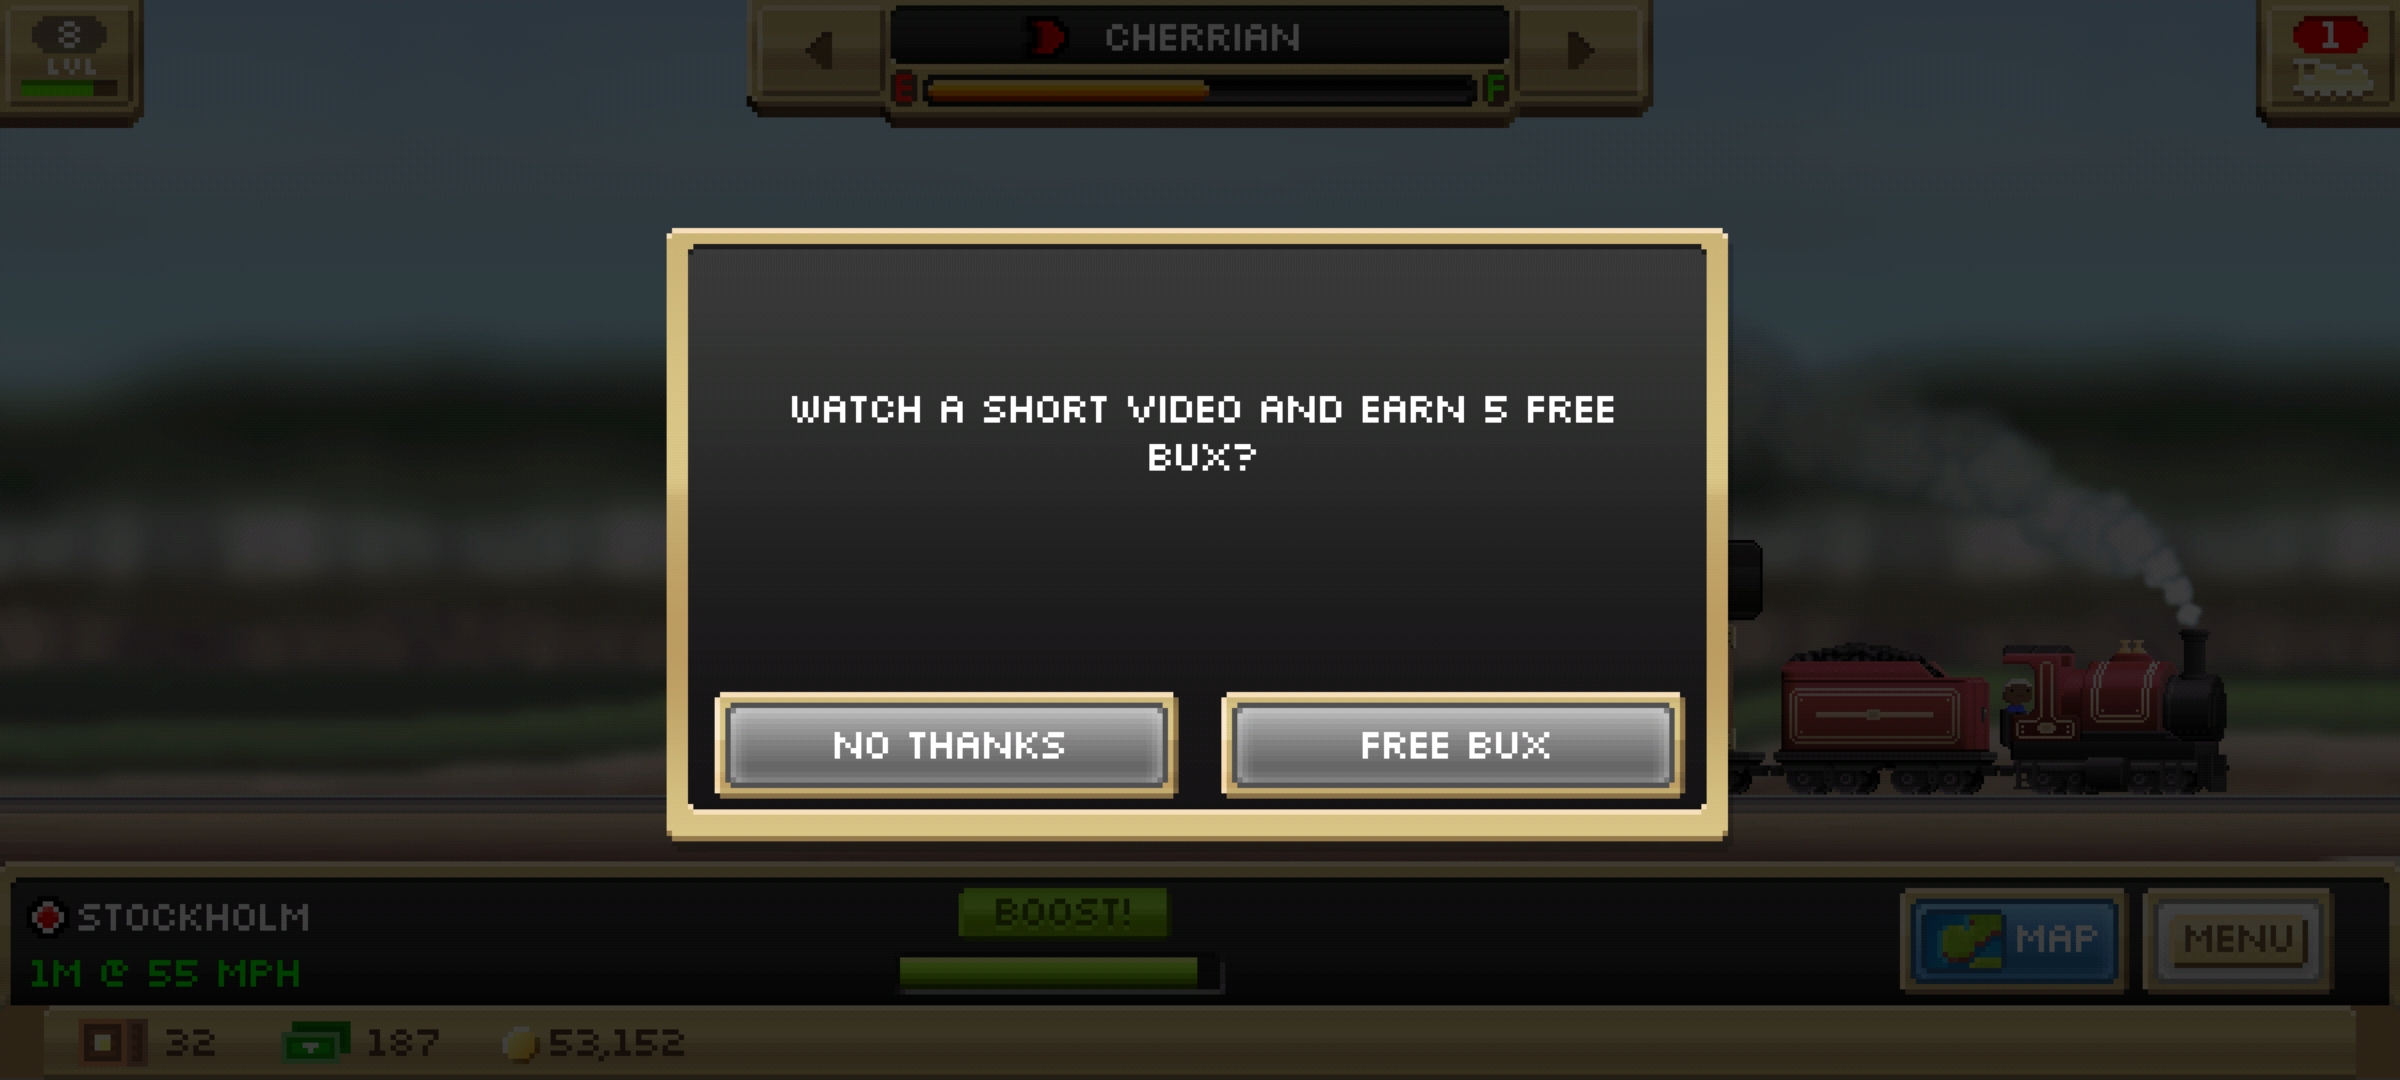 8
LVL
CHERRIAN
E F
1
WATCH A SHORT VIDEO AND EARN 5 FREE
BUX?
NO THANKS
FREE BUX
STOCKHOLM
1M @ 55 MPH
BOOST!
MAP
MENU
32
187
53,152